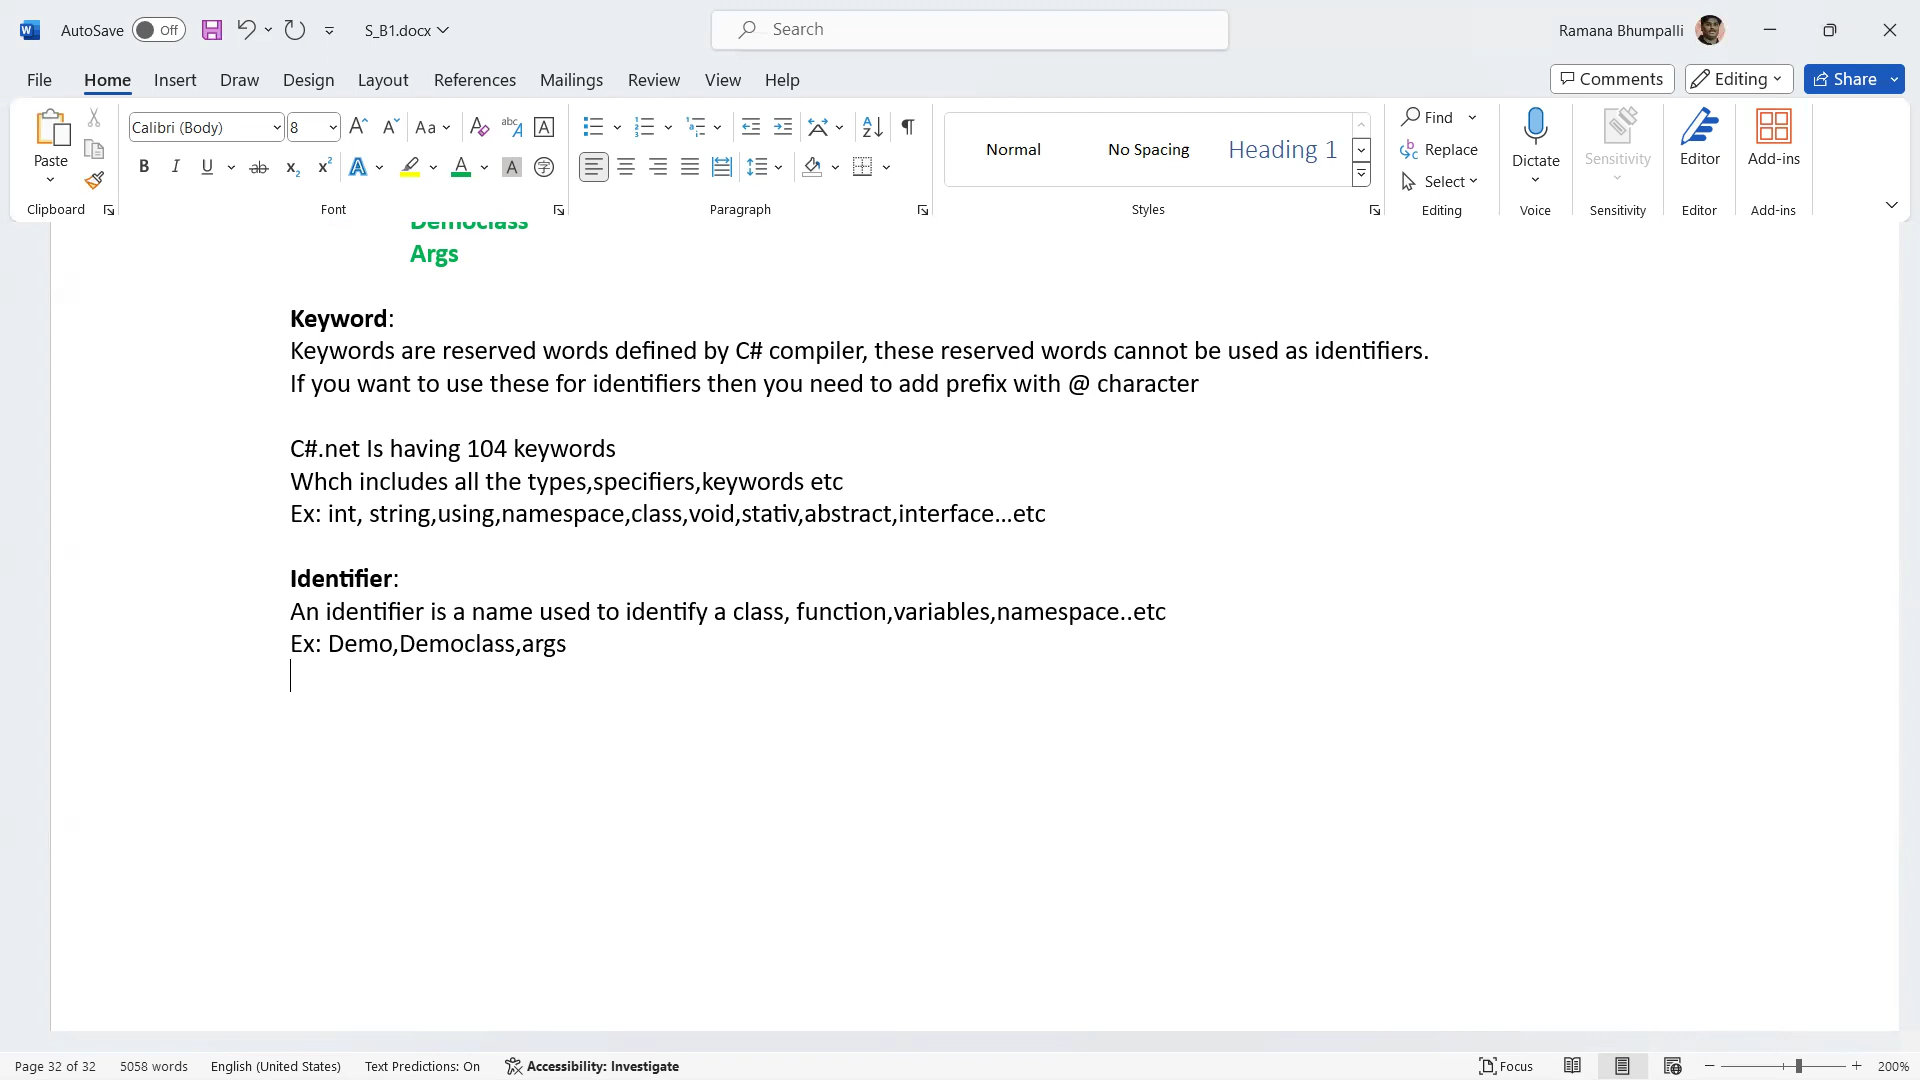 AutoSave Off S_B1.docx Search Ramana Bhumpalli
File Home Insert Draw Design Layout References Mailings Review View Help Comments Editing Share
Paste Calibri (Body) 8 Normal No Spacing Heading 1 Find Replace Select Dictate Sensitivity Editor Add-ins
Clipboard Font Paragraph Styles Editing Voice Sensitivity Editor Add-ins
Democlass
Args
Keyword:
Keywords are reserved words defined by C# compiler, these reserved words cannot be used as identifiers.
If you want to use these for identifiers then you need to add prefix with @ character
C#.net Is having 104 keywords
Whch includes all the types,specifiers,keywords etc
Ex: int, string,using,namespace,class,void,stativ,abstract,interface...etc
Identifier:
An identifier is a name used to identify a class, function,variables,namespace..etc
Ex: Demo,Democlass,args
Page 32 of 32 5058 words English (United States) Text Predictions: On Accessibility: Investigate Focus 200%